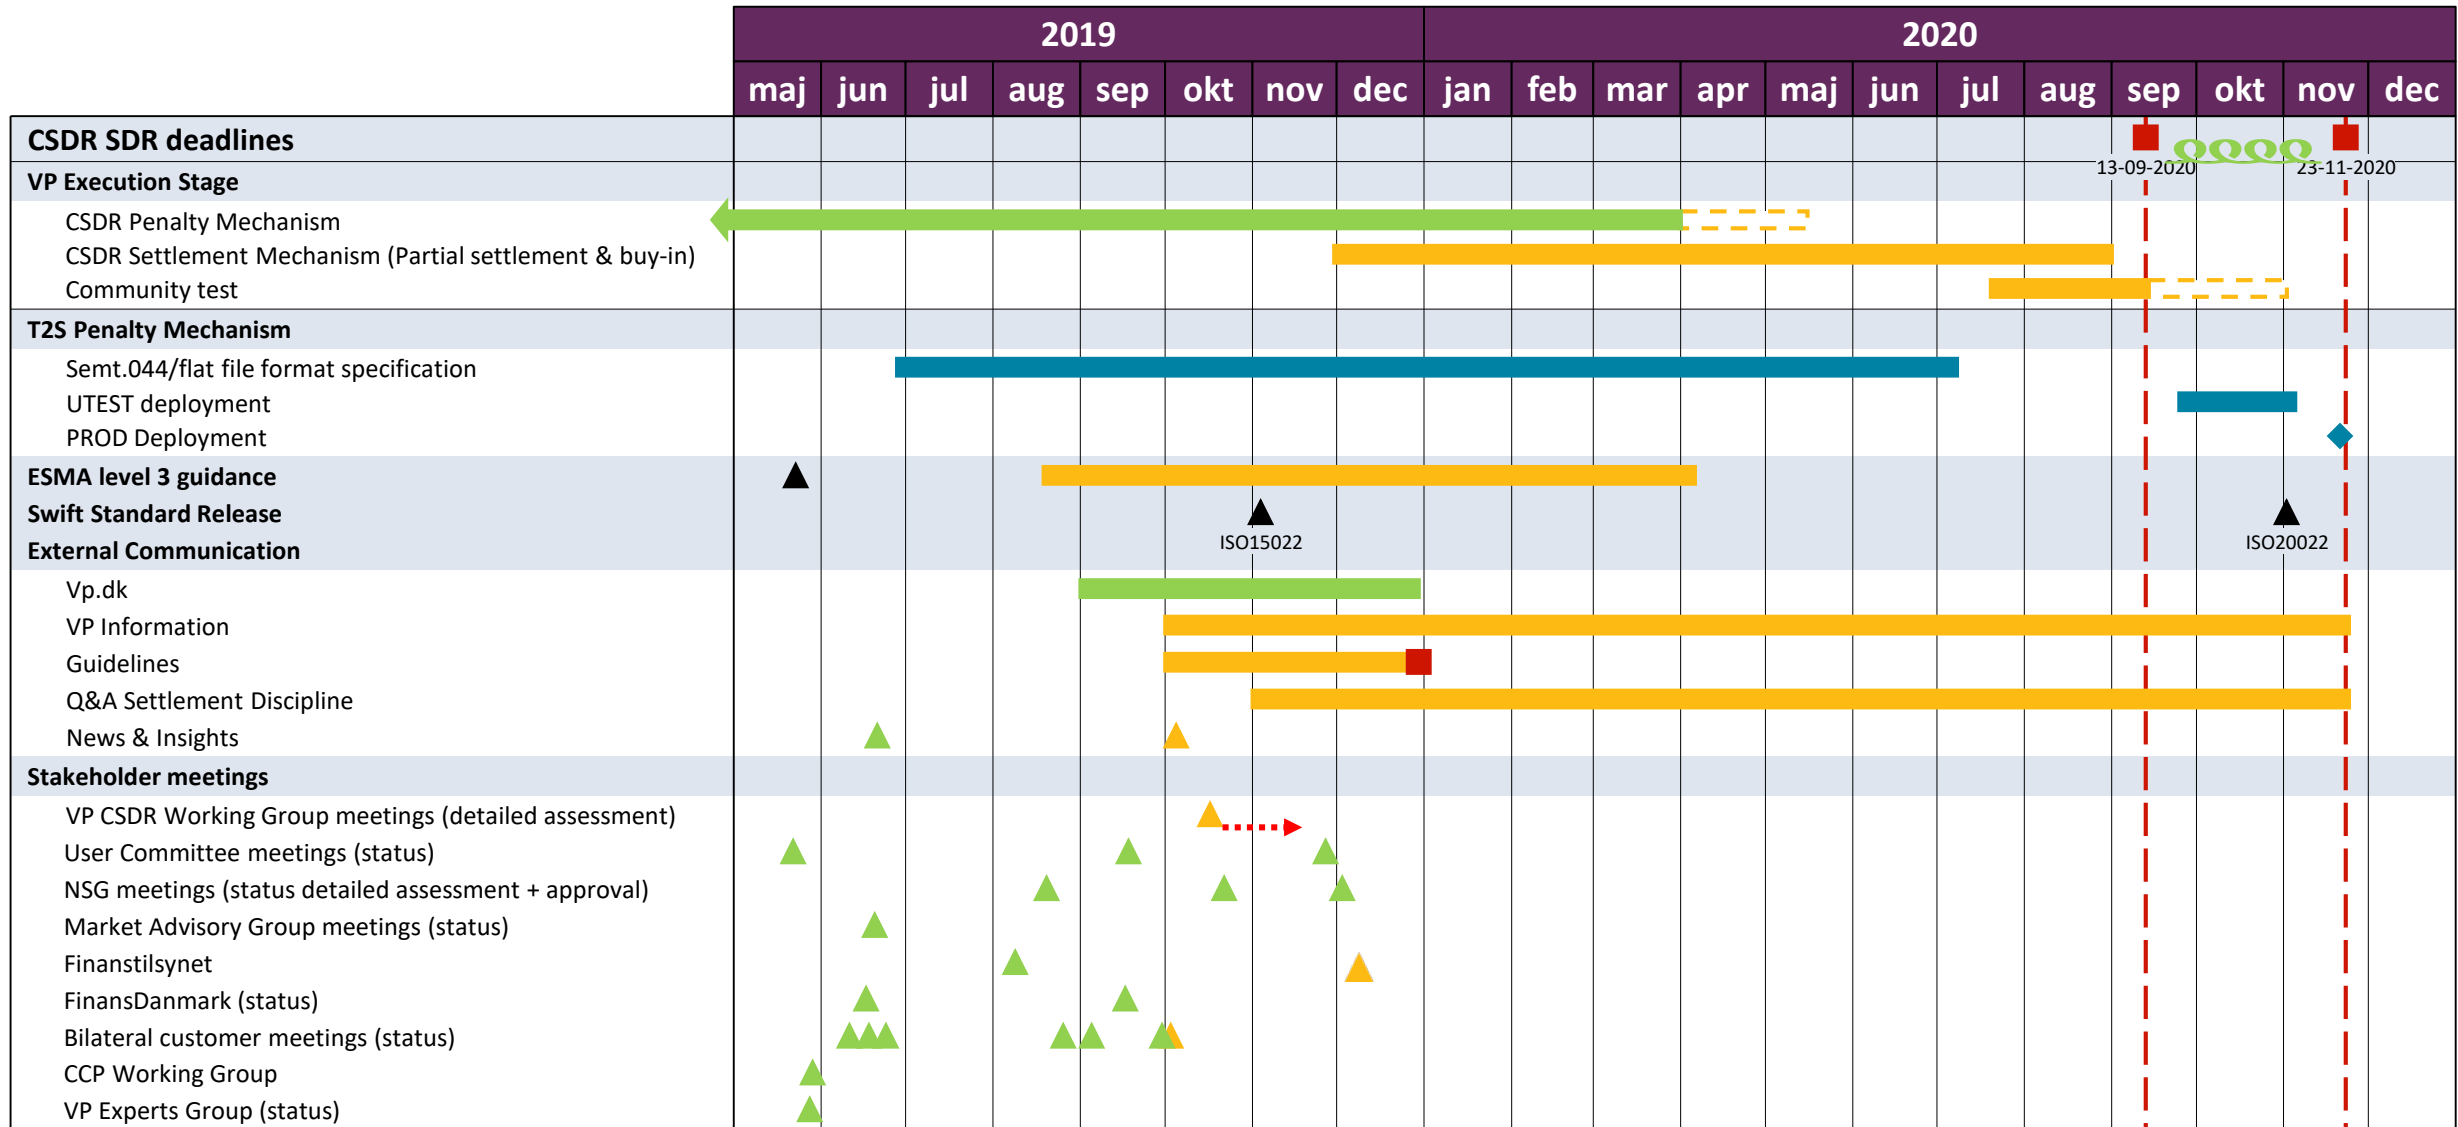 2019 2020
maj jun jul aug sep okt nov dec jan feb mar apr maj jun jul aug sep okt nov dec
CSDR SDR deadlines
13-09-2020 23-11-2020
VP Execution Stage
CSDR Penalty Mechanism
CSDR Settlement Mechanism (Partial settlement & buy-in)
Community test
T2S Penalty Mechanism
Semt.044/flat file format specification
UTEST deployment
PROD Deployment
ESMA level 3 guidance
Swift Standard Release
ISO15022 ISO20022
External Communication
Vp.dk
VP Information
Guidelines
Q&A Settlement Discipline
News & Insights
Stakeholder meetings
VP CSDR Working Group meetings (detailed assessment)
User Committee meetings (status)
NSG meetings (status detailed assessment + approval)
Market Advisory Group meetings (status)
Finanstilsynet
FinansDanmark (status)
Bilateral customer meetings (status)
CCP Working Group
VP Experts Group (status)